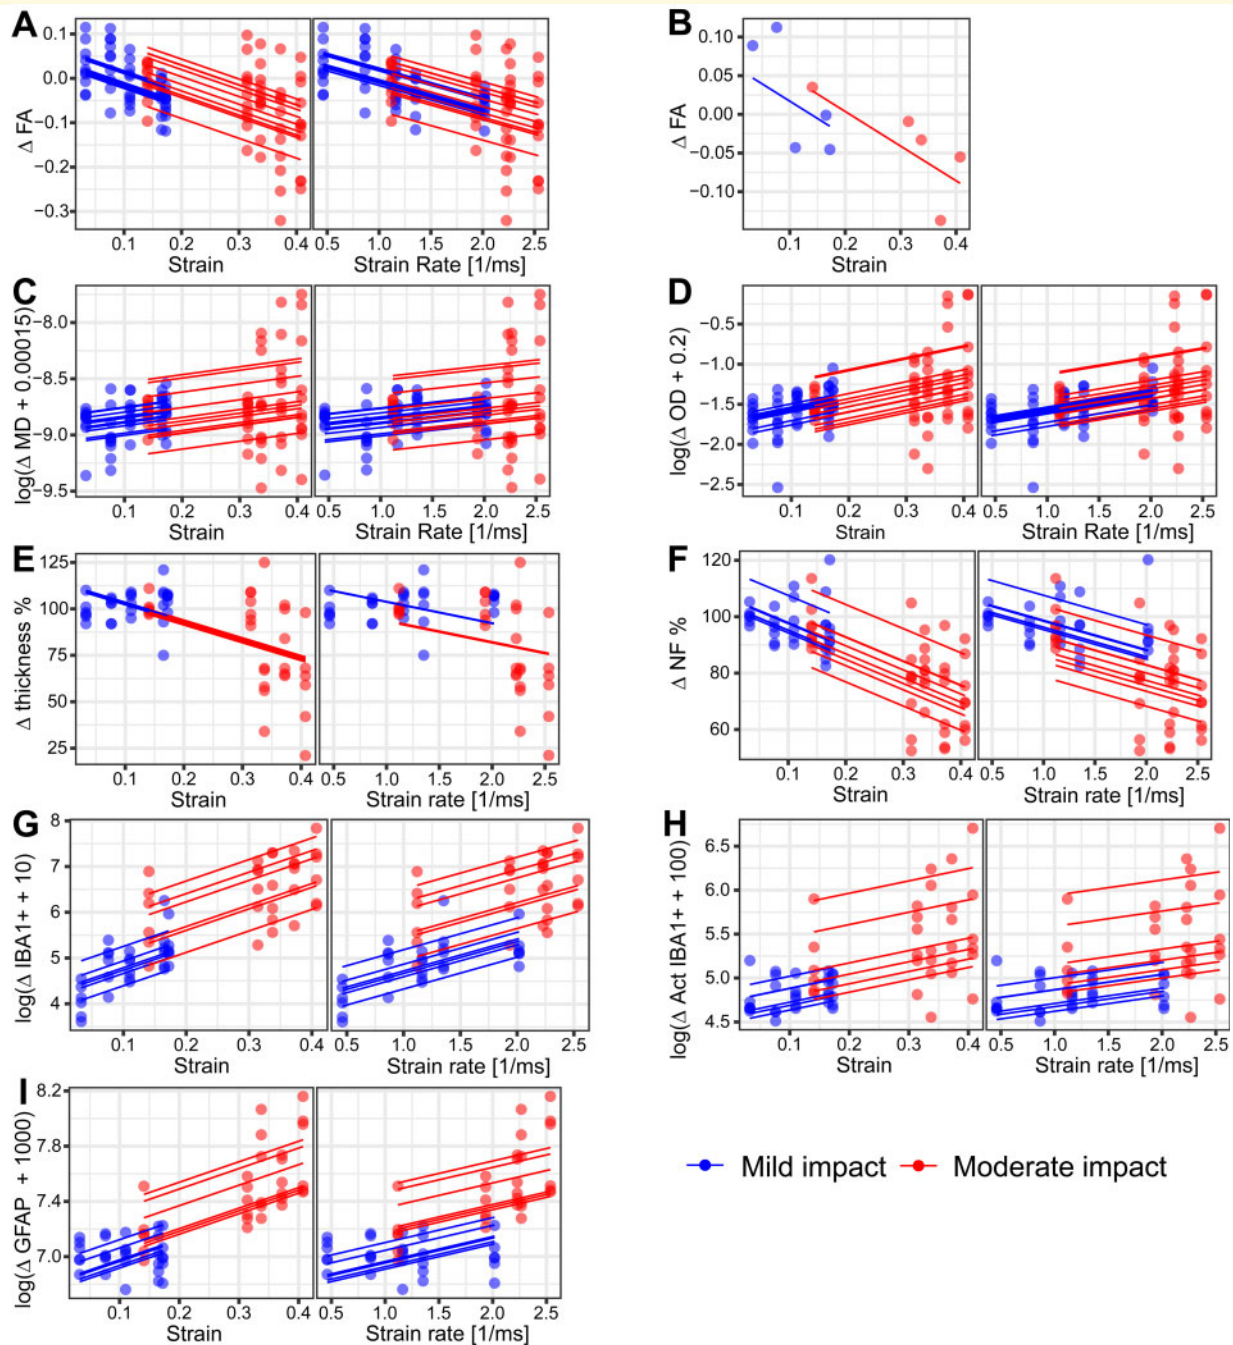 A
Δ FA
0.1
0.0
−0.1
−0.2
−0.3
0.1 0.2 0.3 0.4 0.5 1.0 1.5 2.0 2.5
Strain Strain Rate [1/ms]
B
Δ FA
0.10
0.05
0.00
−0.05
−0.10
0.1 0.2 0.3 0.4
Strain
C
log(Δ MD + 0.00015)
−8.0
−8.5
−9.0
−9.5
0.1 0.2 0.3 0.4 0.5 1.0 1.5 2.0 2.5
Strain Strain Rate [1/ms]
D
log(Δ OD + 0.2)
−0.5
−1.0
−1.5
−2.0
−2.5
0.1 0.2 0.3 0.4 0.5 1.0 1.5 2.0 2.5
Strain Strain Rate [1/ms]
E
Δ thickness %
125
100
75
50
25
0.1 0.2 0.3 0.4 0.5 1.0 1.5 2.0 2.5
Strain Strain rate [1/ms]
F
Δ NF %
120
100
80
60
0.1 0.2 0.3 0.4 0.5 1.0 1.5 2.0 2.5
Strain Strain rate [1/ms]
G
log(Δ IBA1+ + 10)
8
7
6
5
4
0.1 0.2 0.3 0.4 0.5 1.0 1.5 2.0 2.5
Strain Strain rate [1/ms]
H
log(Δ Act IBA1+ + 100)
6.5
6.0
5.5
5.0
4.5
0.1 0.2 0.3 0.4 0.5 1.0 1.5 2.0 2.5
Strain Strain rate [1/ms]
I
log(Δ GFAP + 1000)
8.2
7.8
7.4
7.0
0.1 0.2 0.3 0.4 0.5 1.0 1.5 2.0 2.5
Strain Strain rate [1/ms]
Mild impact Moderate impact